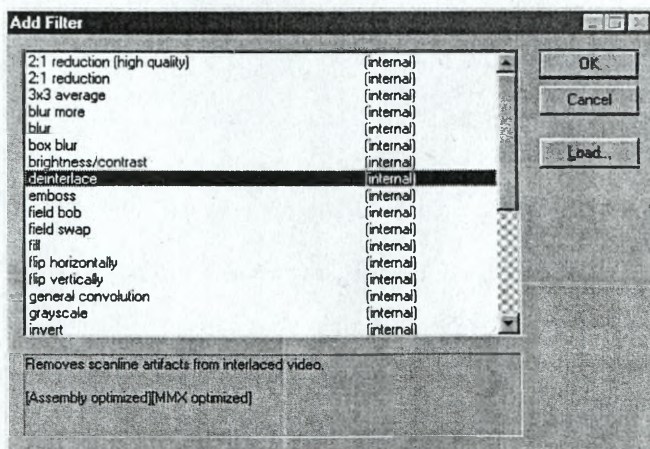 Add Filter
2:1 reduction (high quality) (internal)
2:1 reduction (internal)
3x3 average (internal)
blur more (internal)
blur (internal)
box blur (internal)
brightness/contrast (internal)
deinterlace (internal)
emboss (internal)
field bob (internal)
field swap (internal)
fill (internal)
flip horizontally (internal)
flip vertically (internal)
general convolution (internal)
grayscale (internal)
invert (internal)
OK
Cancel
Load...
Removes scanline artifacts from interlaced video.
[Assembly optimized][MMX optimized]